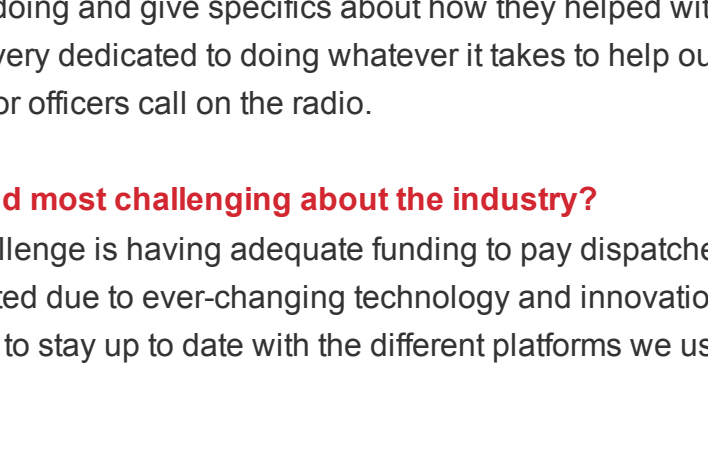 doing and give specifics about how they helped wit
very dedicated to doing whatever it takes to help ou
or officers call on the radio.
d most challenging about the industry?
llenge is having adequate funding to pay dispatche
ted due to ever-changing technology and innovatio
to stay up to date with the different platforms we us